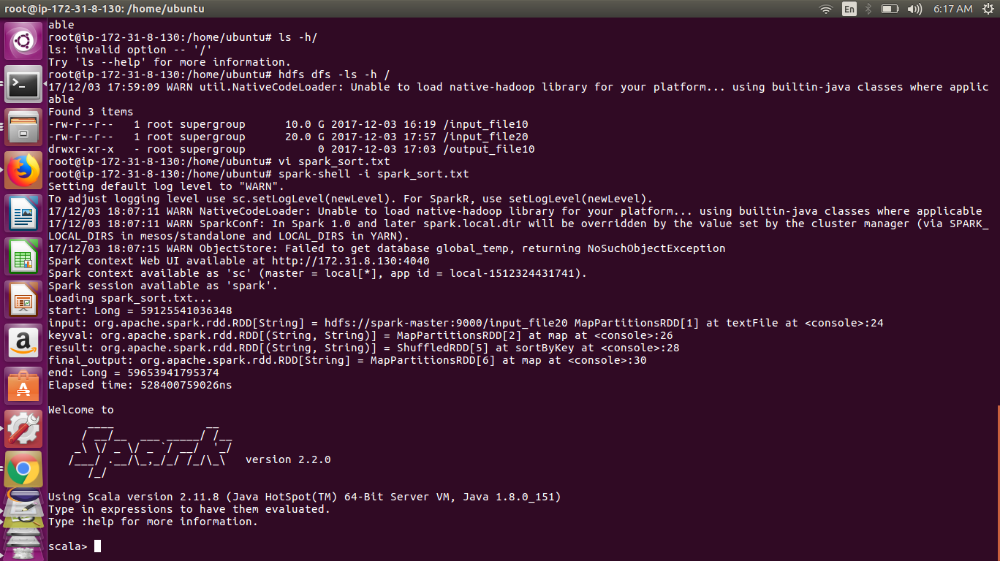 root@ip-172-31-8-130: /home/ubuntu
En
6:17 AM
able
root@ip-172-31-8-130:/home/ubuntu# ls -h/
ls: invalid option -- '/'
Try 'ls --help' for more information.
root@ip-172-31-8-130:/home/ubuntu# hdfs dfs -ls -h /
17/12/03 17:59:09 WARN util.NativeCodeLoader: Unable to load native-hadoop library for your platform... using builtin-java classes where applic
able
Found 3 items
-rw-r--r--   1 root supergroup      10.0 G 2017-12-03 16:19 /input_file10
-rw-r--r--   1 root supergroup      20.0 G 2017-12-03 17:57 /input_file20
drwxr-xr-x   - root supergroup           0 2017-12-03 17:03 /output_file10
root@ip-172-31-8-130:/home/ubuntu# vi spark_sort.txt
root@ip-172-31-8-130:/home/ubuntu# spark-shell -i spark_sort.txt
Setting default log level to "WARN".
To adjust logging level use sc.setLogLevel(newLevel). For SparkR, use setLogLevel(newLevel).
17/12/03 18:07:11 WARN NativeCodeLoader: Unable to load native-hadoop library for your platform... using builtin-java classes where applicable
17/12/03 18:07:11 WARN SparkConf: In Spark 1.0 and later spark.local.dir will be overridden by the value set by the cluster manager (via SPARK_
LOCAL_DIRS in mesos/standalone and LOCAL_DIRS in YARN).
17/12/03 18:07:15 WARN ObjectStore: Failed to get database global_temp, returning NoSuchObjectException
Spark context Web UI available at http://172.31.8.130:4040
Spark context available as 'sc' (master = local[*], app id = local-1512324431741).
Spark session available as 'spark'.
Loading spark_sort.txt...
start: Long = 59125541036348
input: org.apache.spark.rdd.RDD[String] = hdfs://spark-master:9000/input_file20 MapPartitionsRDD[1] at textFile at <console>:24
keyval: org.apache.spark.rdd.RDD[(String, String)] = MapPartitionsRDD[2] at map at <console>:26
result: org.apache.spark.rdd.RDD[(String, String)] = ShuffledRDD[5] at sortByKey at <console>:28
final_output: org.apache.spark.rdd.RDD[String] = MapPartitionsRDD[6] at map at <console>:30
end: Long = 59653941795374
Elapsed time: 528400759026ns
Welcome to
      ____              __
     / __/__  ___ _____/ /__
    _\ \/ _ \/ _ `/ __/  '_/
   /___/ .__/\_,_/_/ /_/\_\   version 2.2.0
      /_/
Using Scala version 2.11.8 (Java HotSpot(TM) 64-Bit Server VM, Java 1.8.0_151)
Type in expressions to have them evaluated.
Type :help for more information.
scala>